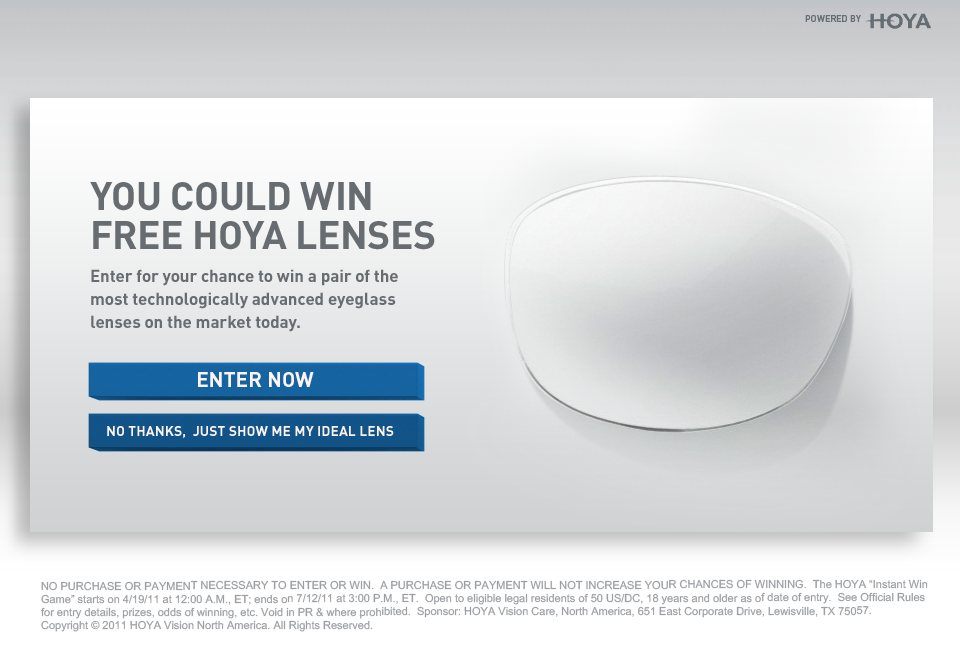 POWERED BY HOYA
YOU COULD WIN
FREE HOYA LENSES
Enter for your chance to win a pair of the
most technologically advanced eyeglass
lenses on the market today.
ENTER NOW
NO THANKS, JUST SHOW ME MY IDEAL LENS
NO PURCHASE OR PAYMENT NECESSARY TO ENTER OR WIN. A PURCHASE OR PAYMENT WILL NOT INCREASE YOUR CHANCES OF WINNING. The HOYA “Instant Win
Game” starts on 4/19/11 at 12:00 A.M., ET; ends on 7/12/11 at 3:00 P.M., ET. Open to eligible legal residents of 50 US/DC, 18 years and older as of date of entry. See Official Rules
for entry details, prizes, odds of winning, etc. Void in PR & where prohibited. Sponsor: HOYA Vision Care, North America, 651 East Corporate Drive, Lewisville, TX 75057.
Copyright © 2011 HOYA Vision North America. All Rights Reserved.